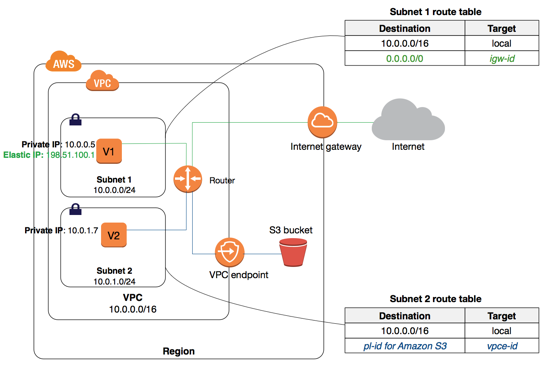 Subnet 1 route table
Destination Target
10.0.0.0/16 local
0.0.0.0/0 igw-id
AWS
VPC
Private IP: 10.0.0.5
Elastic IP: 198.51.100.1
V1
Subnet 1
10.0.0.0/24
Router
Internet gateway
Internet
Private IP: 10.0.1.7
V2
Subnet 2
10.0.1.0/24
S3 bucket
VPC endpoint
VPC
10.0.0.0/16
Region
Subnet 2 route table
Destination Target
10.0.0.0/16 local
pl-id for Amazon S3 vpce-id